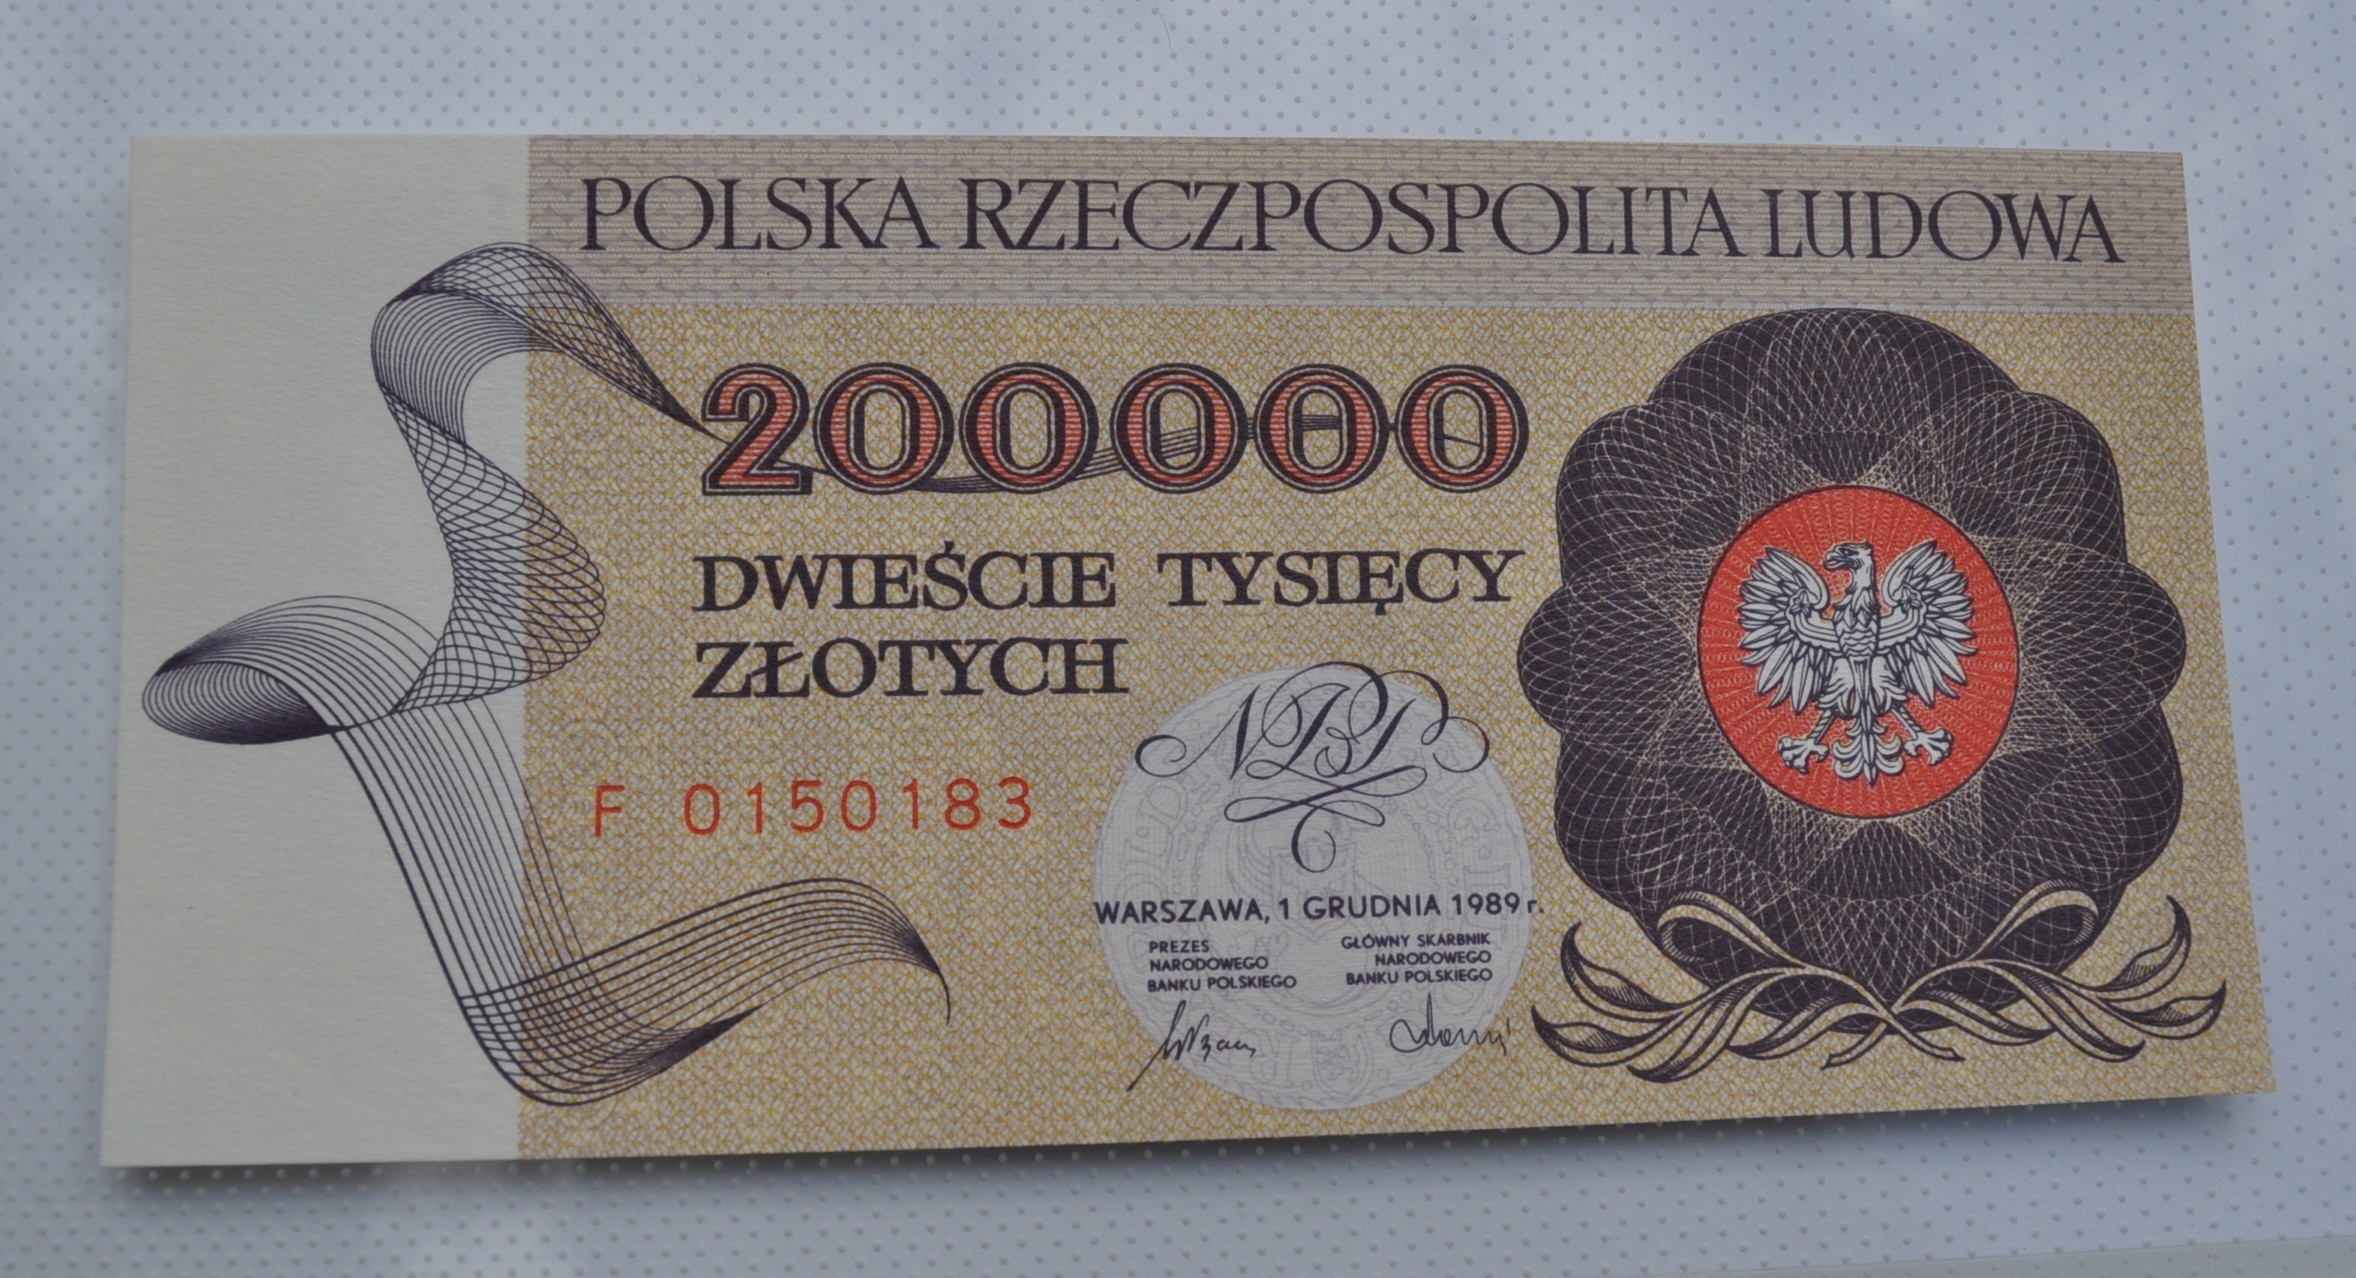 POLSKA RZECZPOSPOLITA LUDOWA
200000
DWIEŚCIE TYSIĘCY
ZŁOTYCH
NBP
F 0150183
WARSZAWA, 1 GRUDNIA 1989 r.
PREZES
NARODOWEGO
BANKU POLSKIEGO
GŁÓWNY SKARBNIK
NARODOWEGO
BANKU POLSKIEGO